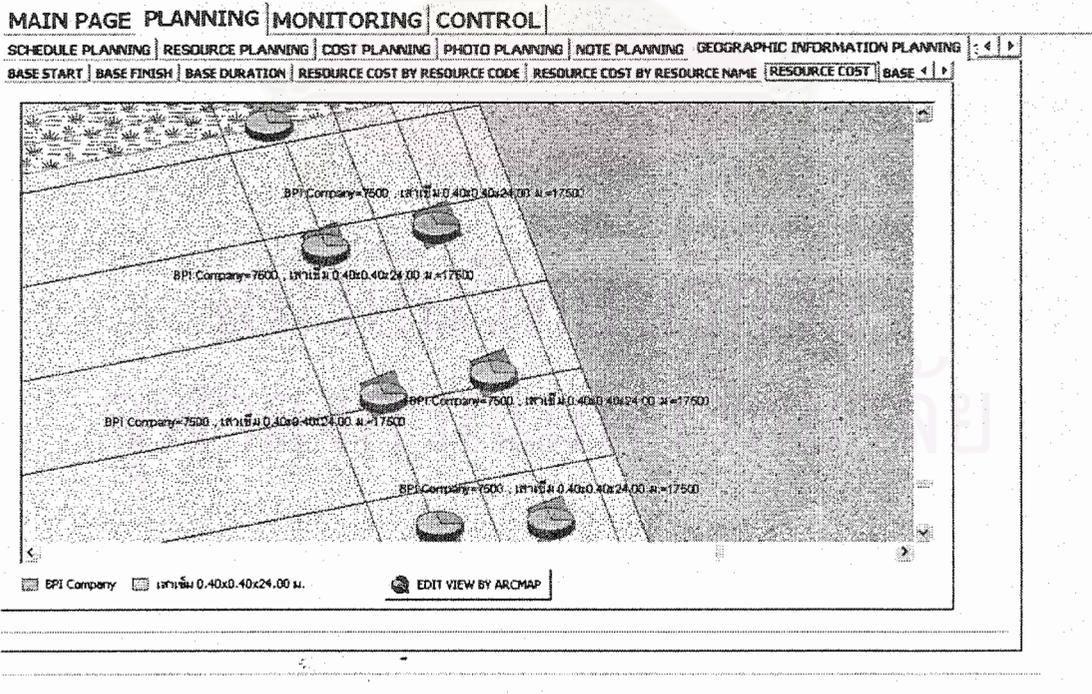 MAIN PAGE PLANNING MONITORING CONTROL
SCHEDULE PLANNING RESOURCE PLANNING COST PLANNING PHOTO PLANNING NOTE PLANNING GEOGRAPHIC INFORMATION PLANNING
BASE START BASE FINISH BASE DURATION RESOURCE COST BY RESOURCE CODE RESOURCE COST BY RESOURCE NAME RESOURCE COST BASE
BPI Company=7500 , เสาเข็ม 0.40x0.40x24.00 ม.=17500
BPI Company=7500 , เสาเข็ม 0.40x0.40x24.00 ม.=17500
BPI Company=7500 , เสาเข็ม 0.40x0.40x24.00 ม.=17500
BPI Company=7500 , เสาเข็ม 0.40x0.40x24.00 ม.=17500
BPI Company=7500 , เสาเข็ม 0.40x0.40x24.00 ม.=17500
BPI Company เสาเข็ม 0.40x0.40x24.00 ม. EDIT VIEW BY ARCMAP